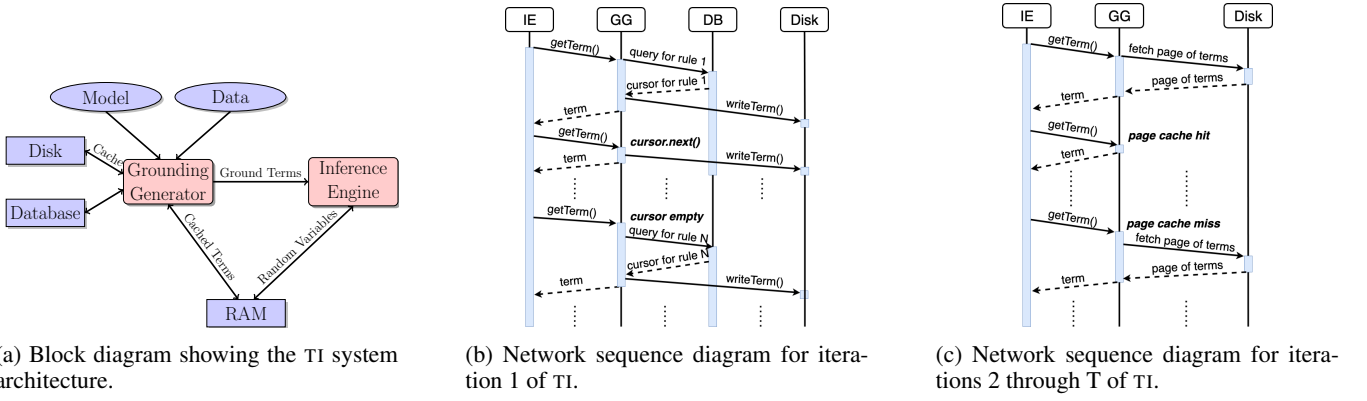 Model
Data
Disk
Cache
Grounding
Generator
Database
Ground Terms
Inference
Engine
Cached Terms
Random Variables
RAM
(a) Block diagram showing the TI system
architecture.
IE
GG
DB
Disk
getTerm()
query for rule 1
cursor for rule 1
term
writeTerm()
getTerm()
cursor.next()
writeTerm()
term
getTerm()
cursor empty
query for rule N
cursor for rule N
term
writeTerm()
(b) Network sequence diagram for itera-
tion 1 of TI.
IE
GG
Disk
getTerm()
fetch page of terms
page of terms
term
getTerm()
page cache hit
term
getTerm()
page cache miss
fetch page of terms
page of terms
term
(c) Network sequence diagram for itera-
tions 2 through T of TI.